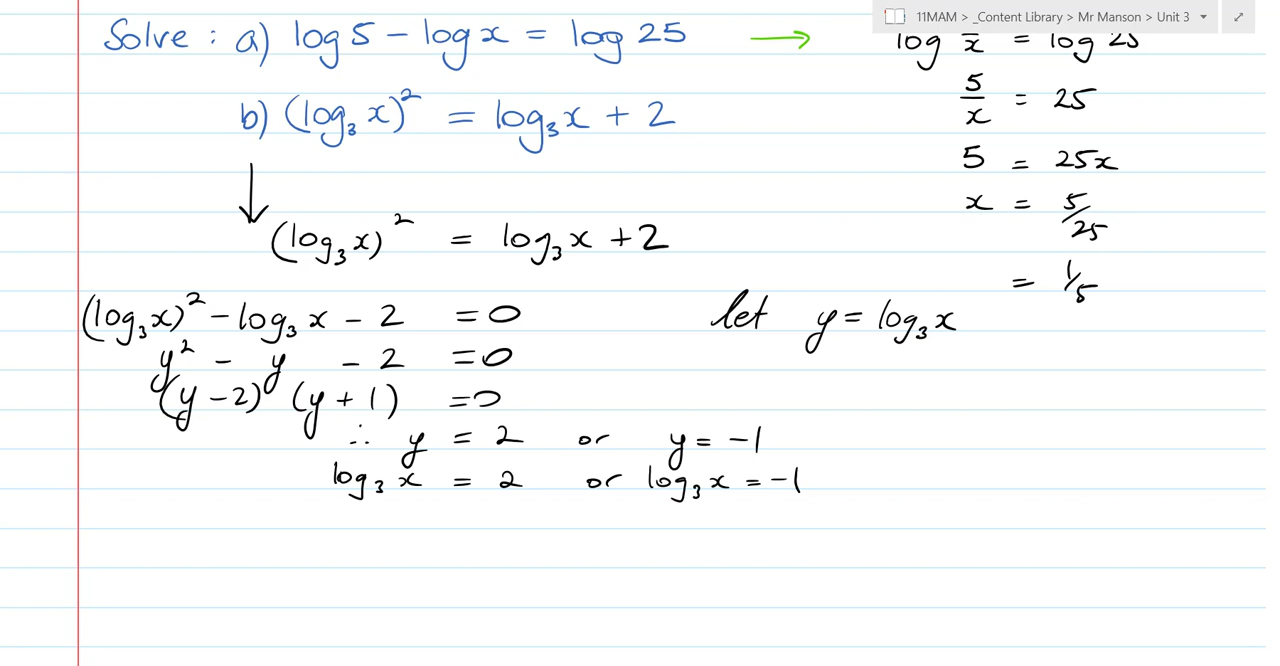 11MAM > _Content Library > Mr Manson > Unit 3
Solve : a) log 5 − log x = log 25 →
b) (log₃ x)² = log₃ x + 2
↓
(log₃ x)² = log₃ x + 2
(log₃ x)² − log₃ x − 2 = 0
y² − y − 2 = 0
(y − 2) (y + 1) = 0
∴ y = 2 or y = −1
log₃ x = 2 or log₃ x = −1
log 5/x = log 25
5/x = 25
5 = 25x
x = 5/25
= 1/5
let y = log₃ x